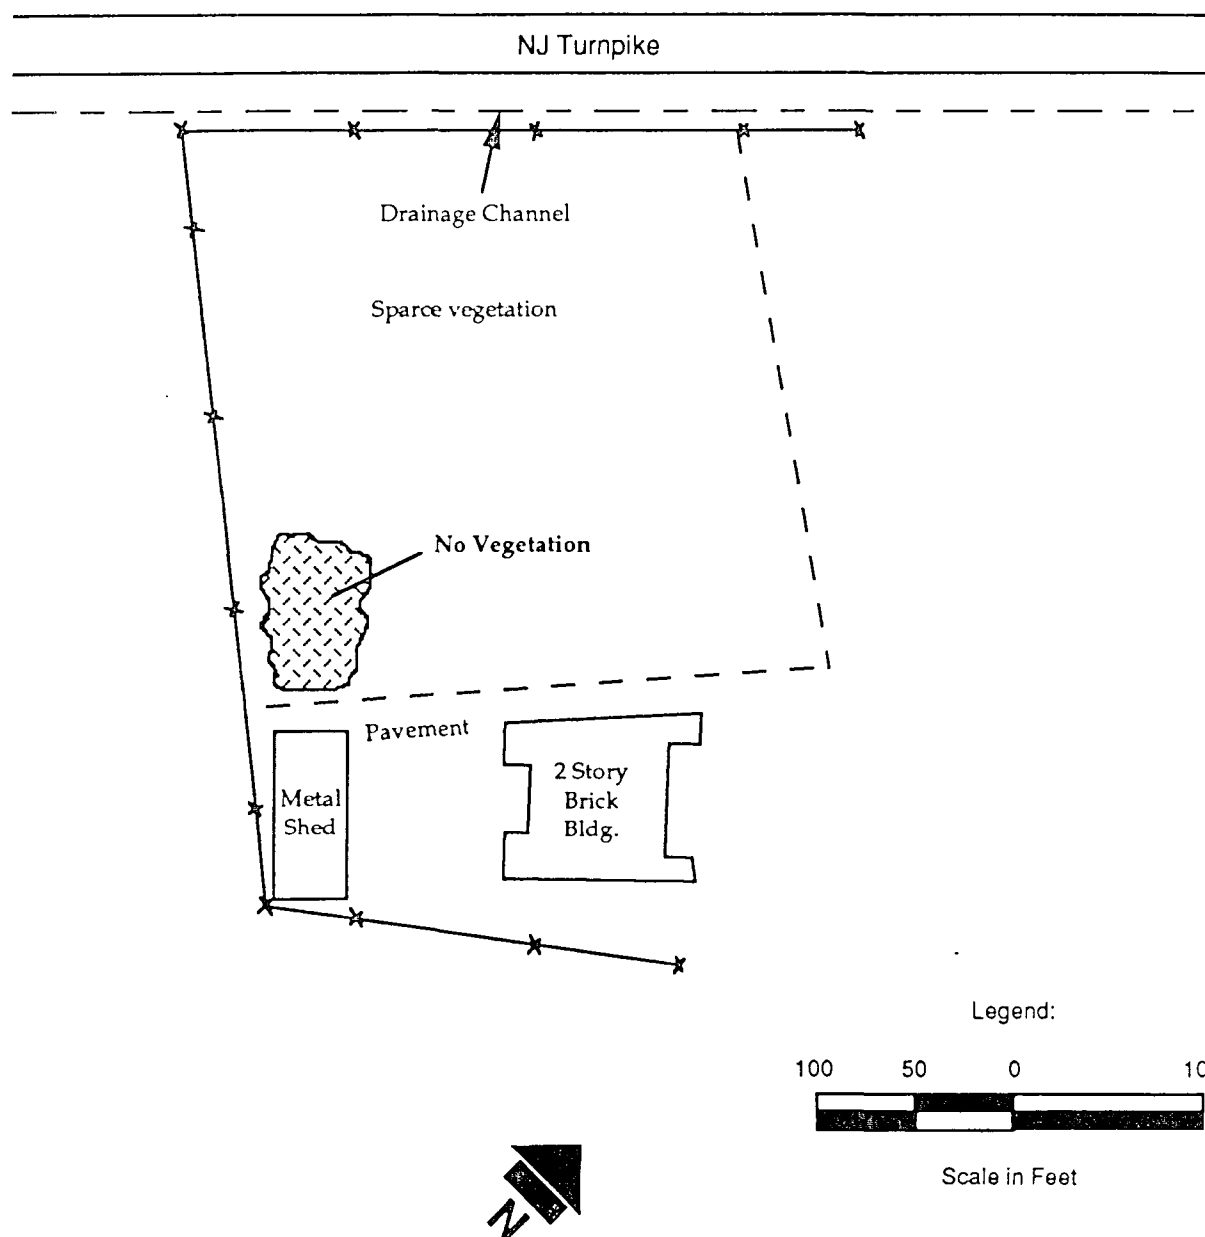 NJ Turnpike
Drainage Channel
Sparce vegetation
No Vegetation
Pavement
2 Story
Brick
Bldg.
Metal
Shed
Legend:
100 50 0 10
Scale in Feet
N